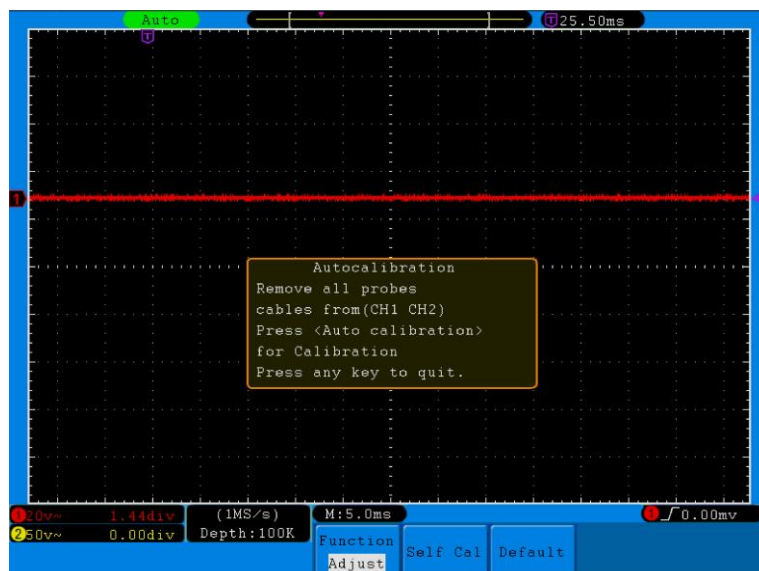 Auto
T 25.50ms
T
1
Autocalibration
Remove all probes
cables from(CH1 CH2)
Press <Auto calibration>
for Calibration
Press any key to quit.
1 20v~ 1.44div (1MS/s) M:5.0ms 1 0.00mv
2 50v~ 0.00div Depth:100K
Function Self Cal Default
Adjust